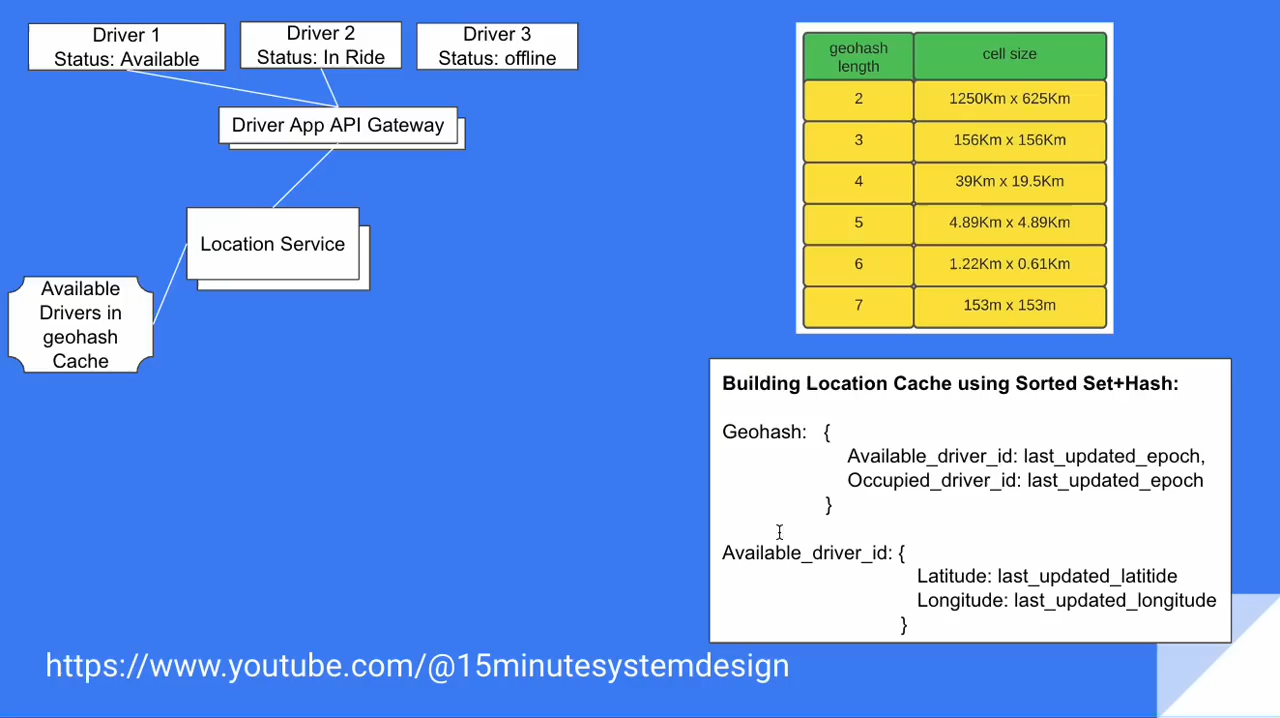 Driver 1
Status: Available
Driver 2
Status: In Ride
Driver 3
Status: offline
Driver App API Gateway
Location Service
Available
Drivers in
geohash
Cache
geohash
length
cell size
2
1250Km x 625Km
3
156Km x 156Km
4
39Km x 19.5Km
5
4.89Km x 4.89Km
6
1.22Km x 0.61Km
7
153m x 153m
Building Location Cache using Sorted Set+Hash:
Geohash: {
Available_driver_id: last_updated_epoch,
Occupied_driver_id: last_updated_epoch
}
Available_driver_id: {
Latitude: last_updated_latitide
Longitude: last_updated_longitude
}
https://www.youtube.com/@15minutesystemdesign